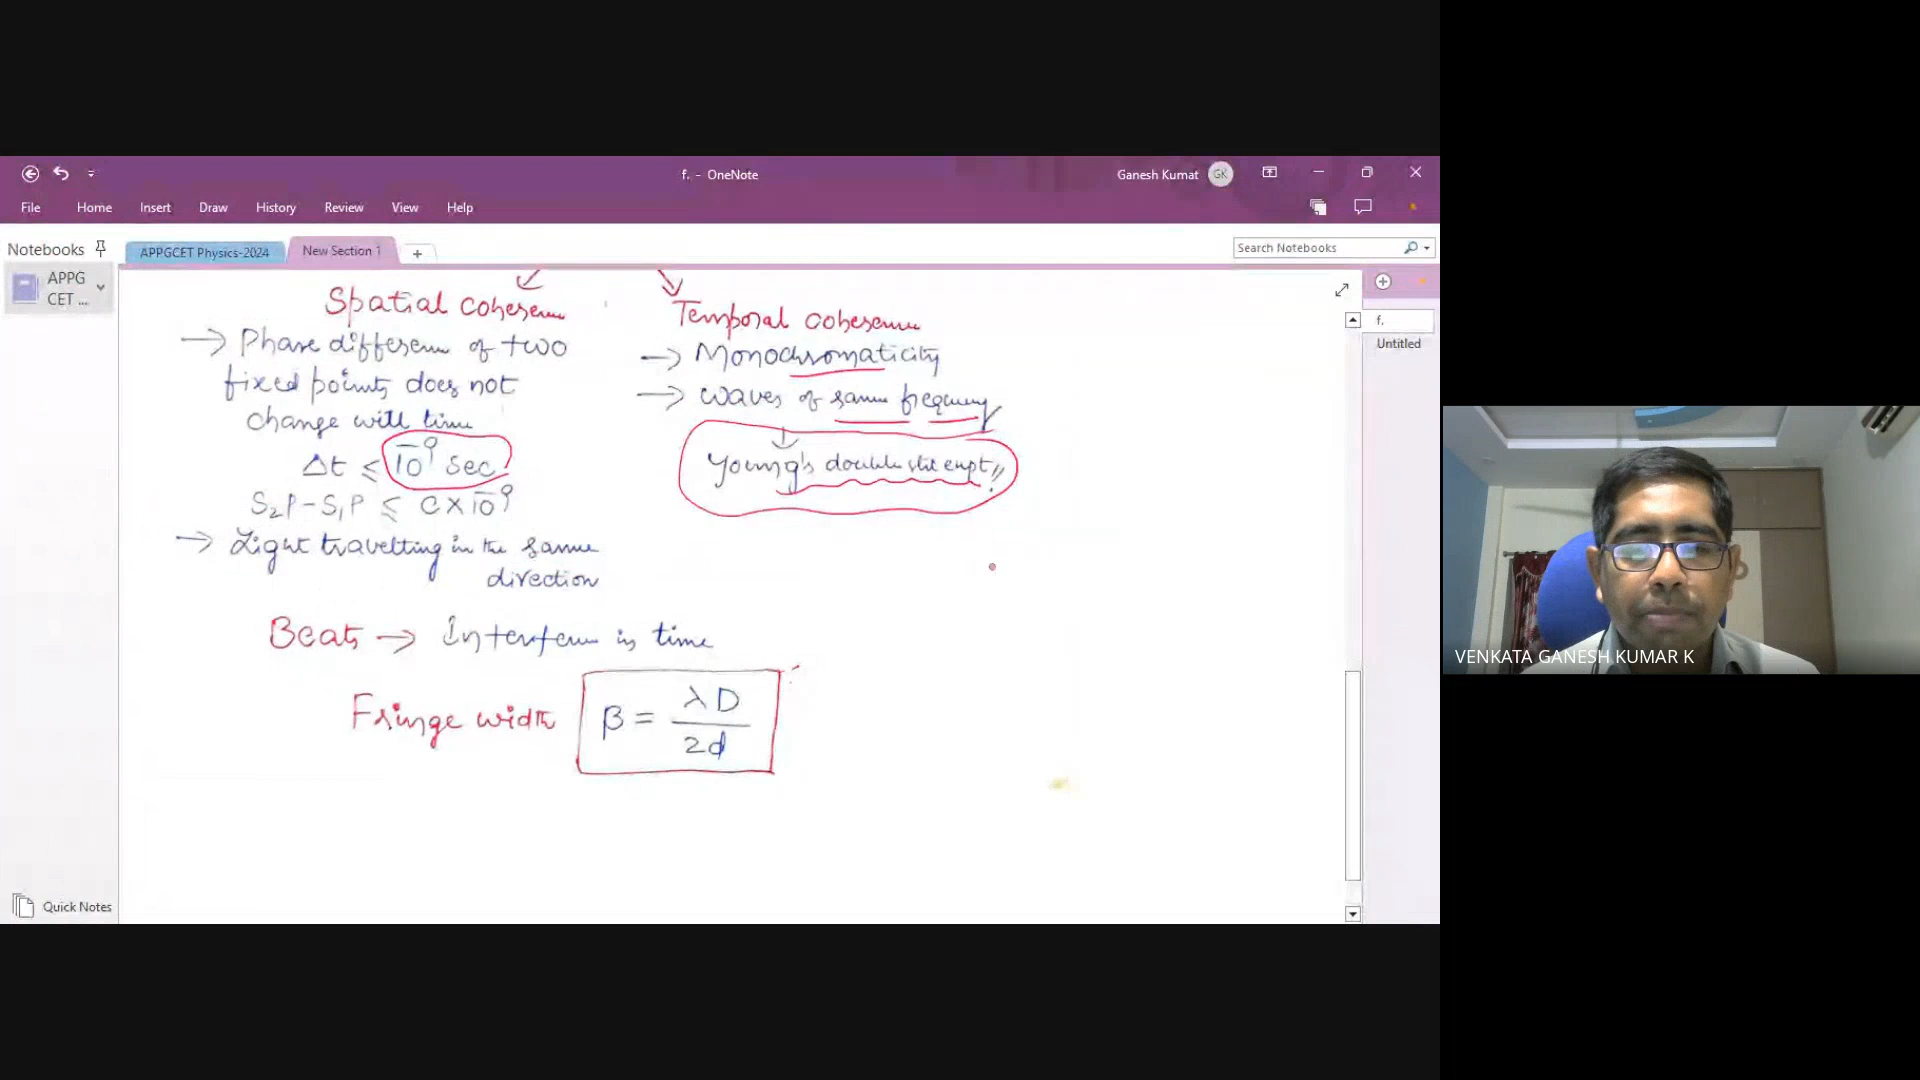 f. - OneNote
Ganesh Kumat GK
File Home Insert Draw History Review View Help
Notebooks
APPGCET Physics-2024 New Section 1
Search Notebooks
APPG
CET ...
f.
Untitled
Spatial coherence
→ Phase difference of two
fixed points does not
change with time
Δt ≤ 10⁻⁹ Sec
S₂P - S₁P ≤ C × 10⁻⁹
→ Light travelling in the same
direction
Temporal coherence
→ Monochromaticity
→ Waves of same frequency
↓
Young's double slit expt
Beats → Interference in time
Fringe width β = λD / 2d
Quick Notes
VENKATA GANESH KUMAR K